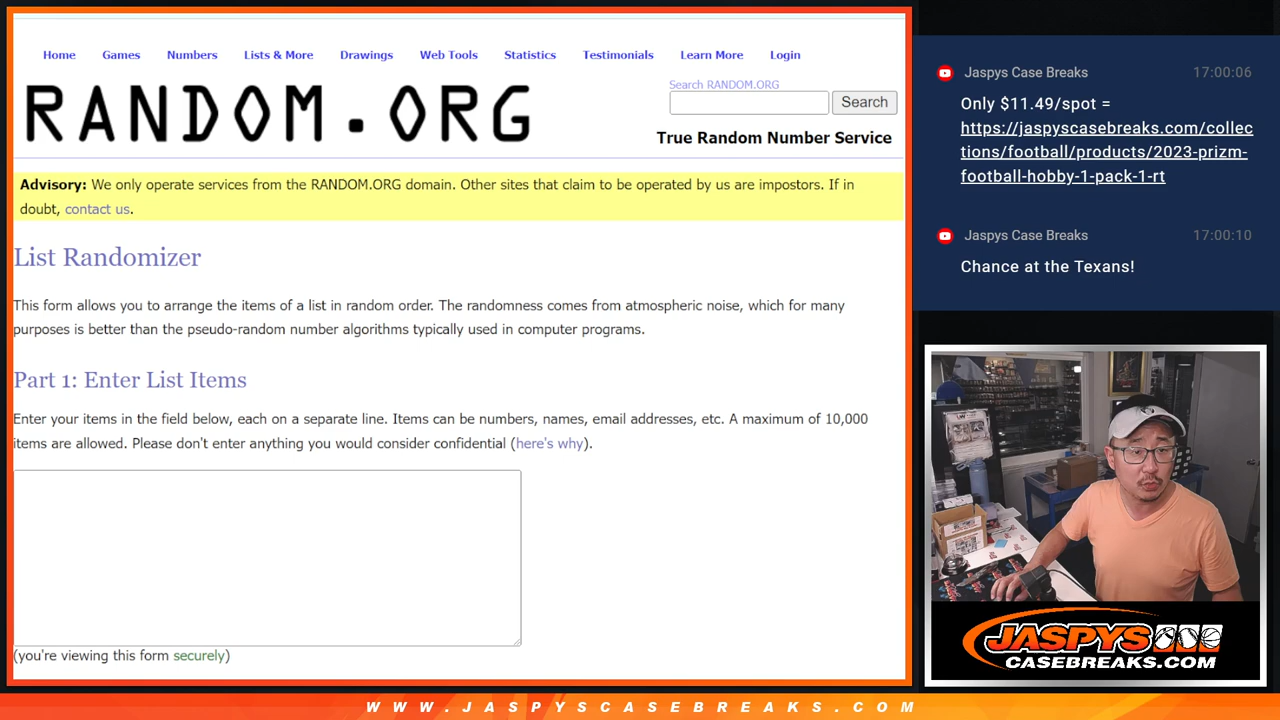 Home Games Numbers Lists & More Drawings Web Tools Statistics Testimonials Learn More Login
RANDOM.ORG
Search RANDOM.ORG
Search
True Random Number Service
Advisory: We only operate services from the RANDOM.ORG domain. Other sites that claim to be operated by us are impostors. If in
doubt, contact us.
List Randomizer
This form allows you to arrange the items of a list in random order. The randomness comes from atmospheric noise, which for many
purposes is better than the pseudo-random number algorithms typically used in computer programs.
Part 1: Enter List Items
Enter your items in the field below, each on a separate line. Items can be numbers, names, email addresses, etc. A maximum of 10,000
items are allowed. Please don't enter anything you would consider confidential (here's why).
(you're viewing this form securely)
Jaspys Case Breaks 17:00:06
Only $11.49/spot =
https://jaspyscasebreaks.com/collec
tions/football/products/2023-prizm-
football-hobby-1-pack-1-rt
Jaspys Case Breaks 17:00:10
Chance at the Texans!
JASPYS
CASEBREAKS.COM
WWW.JASPYSCASEBREAKS.COM